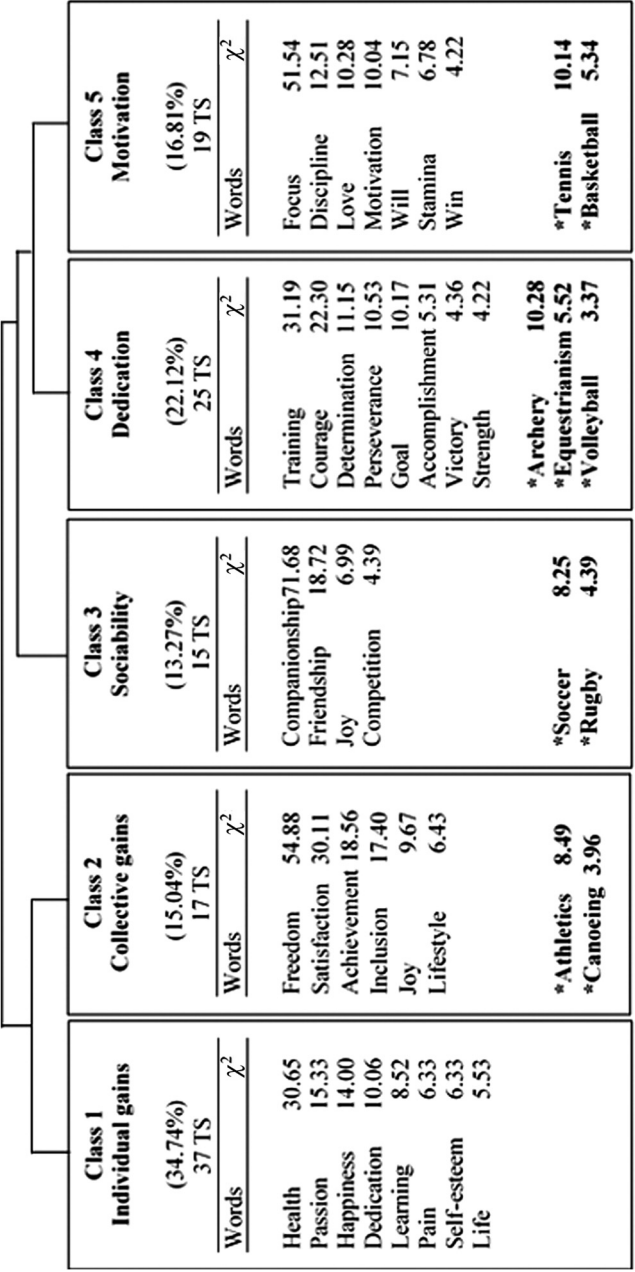 Class 1
Individual gains
(34.74%)
37 TS
Words χ²
Health 30.65
Passion 15.33
Happiness 14.00
Dedication 10.06
Learning 8.52
Pain 6.33
Self-esteem 6.33
Life 5.53
Class 2
Collective gains
(15.04%)
17 TS
Words χ²
Freedom 54.88
Satisfaction 30.11
Achievement 18.56
Inclusion 17.40
Joy 9.67
Lifestyle 6.43
*Athletics 8.49
*Canoeing 3.96
Class 3
Sociability
(13.27%)
15 TS
Words χ²
Companionship71.68
Friendship 18.72
Joy 6.99
Competition 4.39
*Soccer 8.25
*Rugby 4.39
Class 4
Dedication
(22.12%)
25 TS
Words χ²
Training 31.19
Courage 22.30
Determination 11.15
Perseverance 10.53
Goal 10.17
Accomplishment 5.31
Victory 4.36
Strength 4.22
*Archery 10.28
*Equestrianism 5.52
*Volleyball 3.37
Class 5
Motivation
(16.81%)
19 TS
Words χ²
Focus 51.54
Discipline 12.51
Love 10.28
Motivation 10.04
Will 7.15
Stamina 6.78
Win 4.22
*Tennis 10.14
*Basketball 5.34